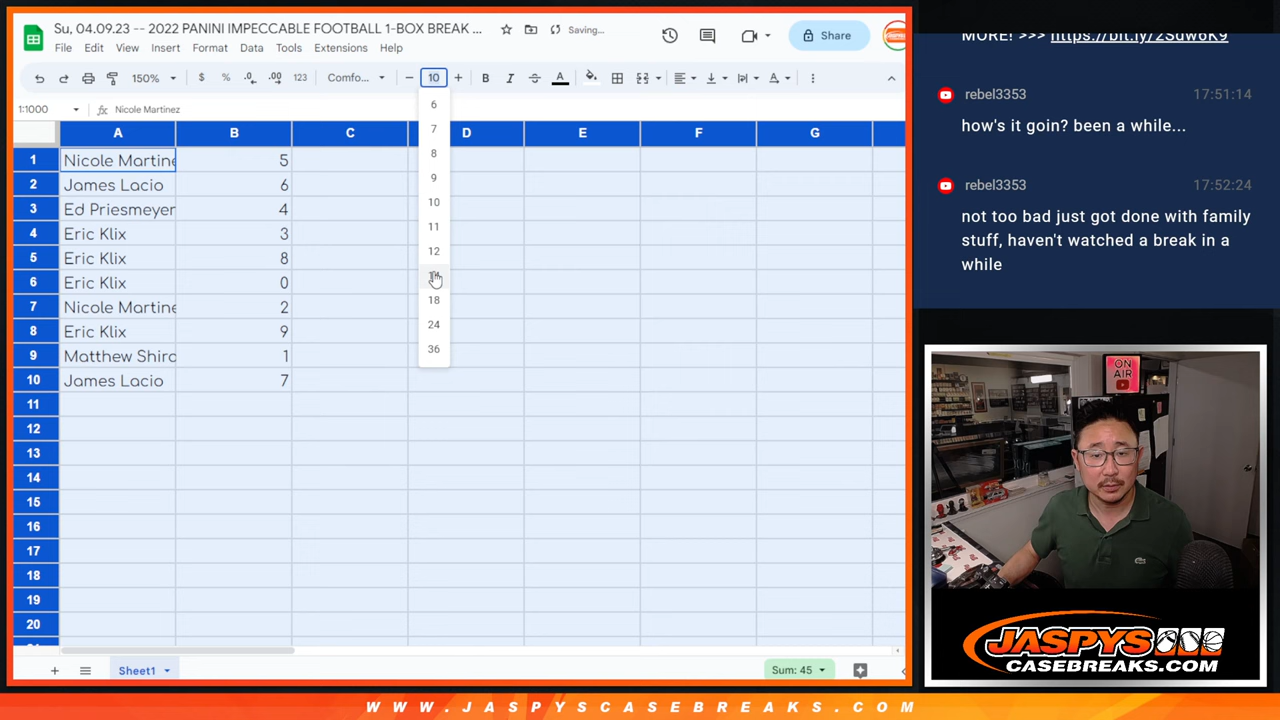 Su, 04.09.23 -- 2022 PANINI IMPECCABLE FOOTBALL 1-BOX BREAK ...
Saving...
File Edit View Insert Format Data Tools Extensions Help
Share
150% $ % .0 .00 123 Comfo... 10 B I A
1:1000 fx Nicole Martinez
A B C D E F G
1 Nicole Martine 5
2 James Lacio 6
3 Ed Priesmeyer 4
4 Eric Klix 3
5 Eric Klix 8
6 Eric Klix 0
7 Nicole Martine 2
8 Eric Klix 9
9 Matthew Shiro 1
10 James Lacio 7
11
12
13
14
15
16
17
18
19
20
6
7
8
9
10
11
12
18
24
36
Sheet1
Sum: 45
MORE! >>> https://bit.ly/2Sdw6K9
rebel3353 17:51:14
how's it goin? been a while...
rebel3353 17:52:24
not too bad just got done with family
stuff, haven't watched a break in a
while
ON
AIR
JASPYS
CASEBREAKS.COM
WWW.JASPYSCASEBREAKS.COM